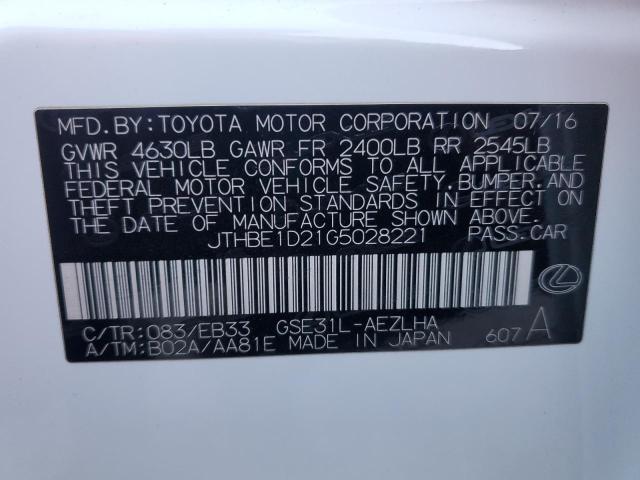 MFD.BY:TOYOTA MOTOR CORPORATION 07/16
GVWR 4630LB GAWR FR 2400LB RR 2545LB
THIS VEHICLE CONFORMS TO ALL APPLICABLE
FEDERAL MOTOR VEHICLE SAFETY.BUMPER.AND
THEFT PREVENTION STANDARDS IN EFFECT ON
THE DATE OF MANUFACTURE SHOWN ABOVE.
JTHBE1D21G5028221 PASS.CAR
C/TR:083/EB33 GSE31L-AEZLHA
A/TM:B02A/AA81E MADE IN JAPAN 607 A